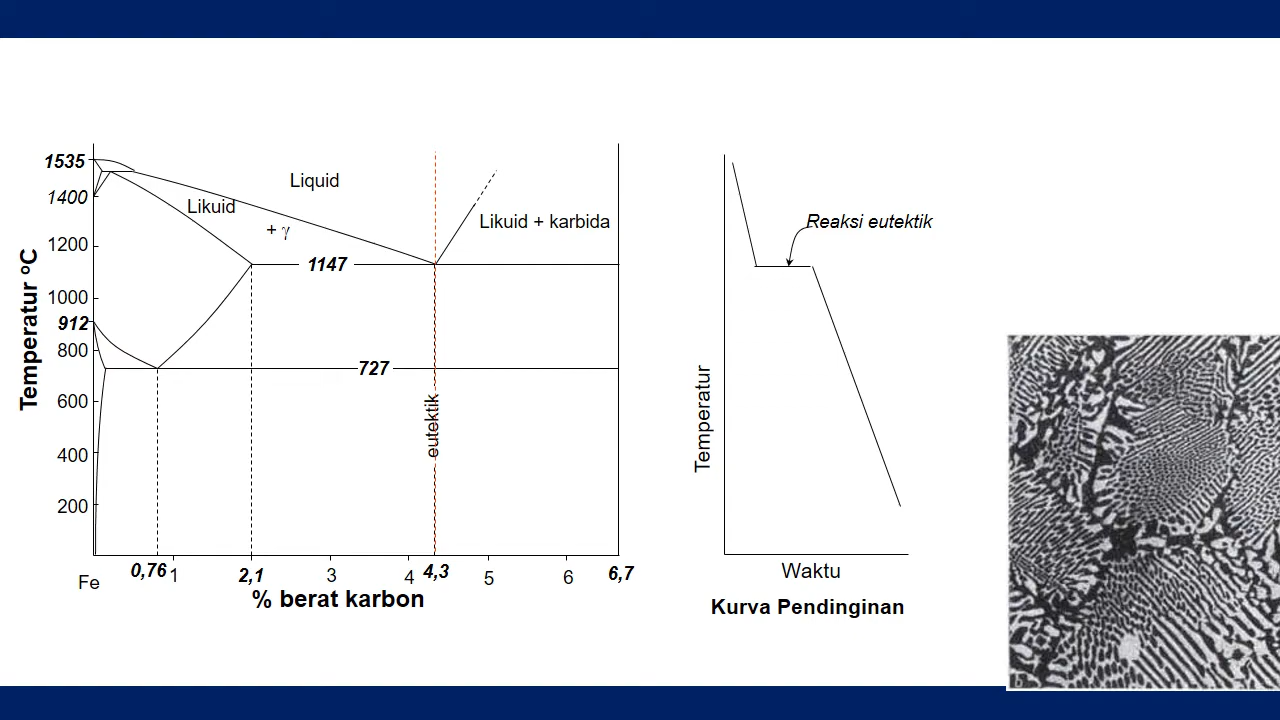 1535
1400
1200
1000
912
800
600
400
200
Temperatur ºC
Liquid
Likuid
+ γ
Likuid + karbida
1147
727
eutektik
Fe
0,76
1
2,1
3
4
4,3
5
6
6,7
% berat karbon
Reaksi eutektik
Temperatur
Waktu
Kurva Pendinginan